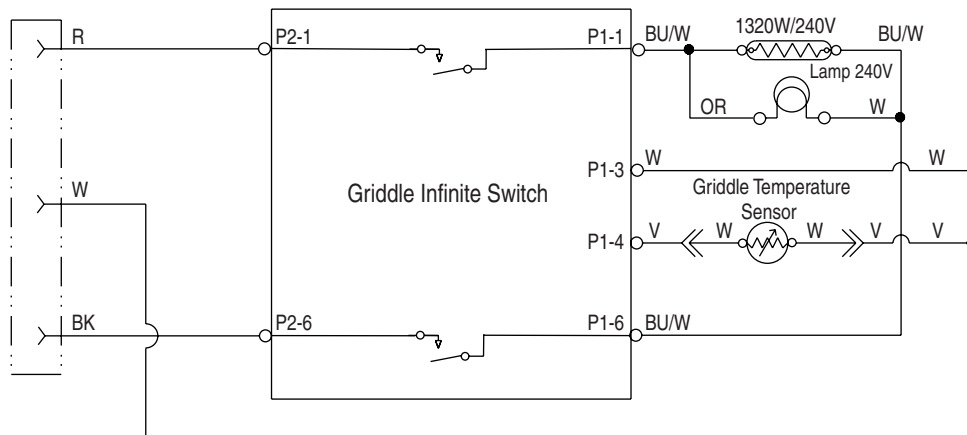 R
P2-1
P1-1
BU/W
1320W/240V
BU/W
Lamp 240V
OR
W
W
P1-3
W
W
Griddle Infinite Switch
Griddle Temperature
Sensor
P1-4
V
W
W
V
V
BK
P2-6
P1-6
BU/W